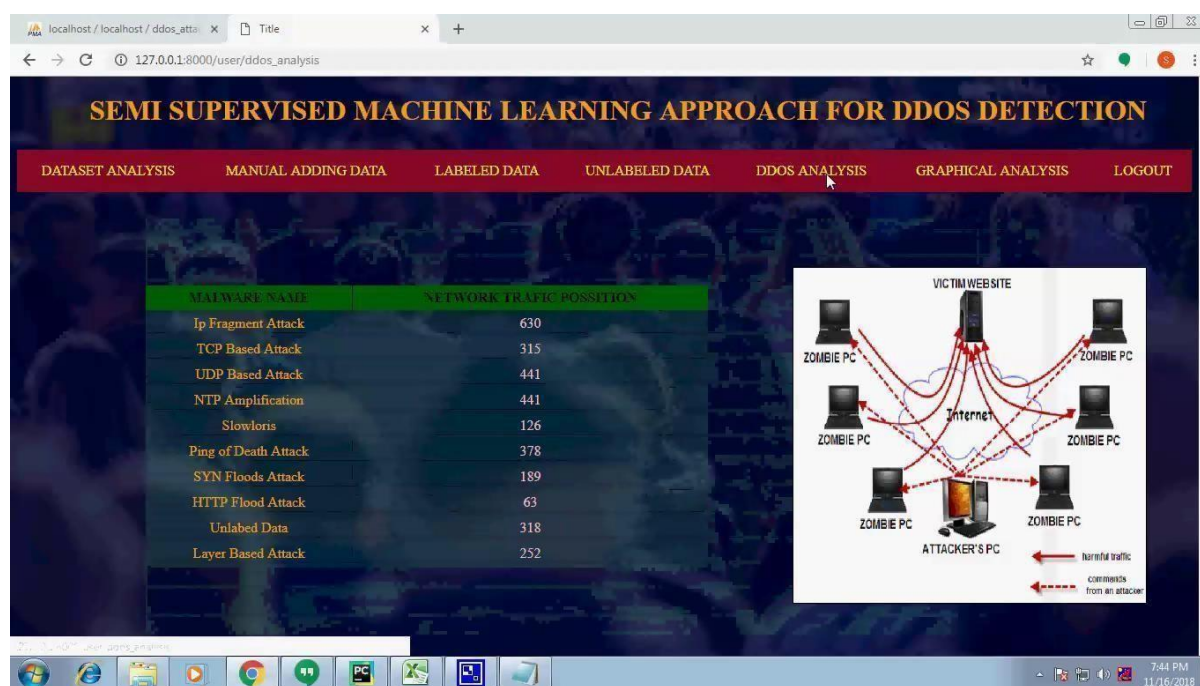 localhost / localhost / ddos_atta
Title
127.0.0.1:8000/user/ddos_analysis
S
SEMI SUPERVISED MACHINE LEARNING APPROACH FOR DDOS DETECTION
DATASET ANALYSIS MANUAL ADDING DATA LABELED DATA UNLABELED DATA DDOS ANALYSIS GRAPHICAL ANALYSIS LOGOUT
MALWARE NAME NETWORK TRAFIC POSSITION
Ip Fragment Attack 630
TCP Based Attack 315
UDP Based Attack 441
NTP Amplification 441
Slowloris 126
Ping of Death Attack 378
SYN Floods Attack 189
HTTP Flood Attack 63
Unlabed Data 318
Layer Based Attack 252
VICTIM WEBSITE
ZOMBIE PC
ZOMBIE PC
Internet
ZOMBIE PC
ZOMBIE PC
ZOMBIE PC
ZOMBIE PC
ATTACKER'S PC
harmful traffic
commands
from an attacker
PC
7:44 PM
11/16/2018